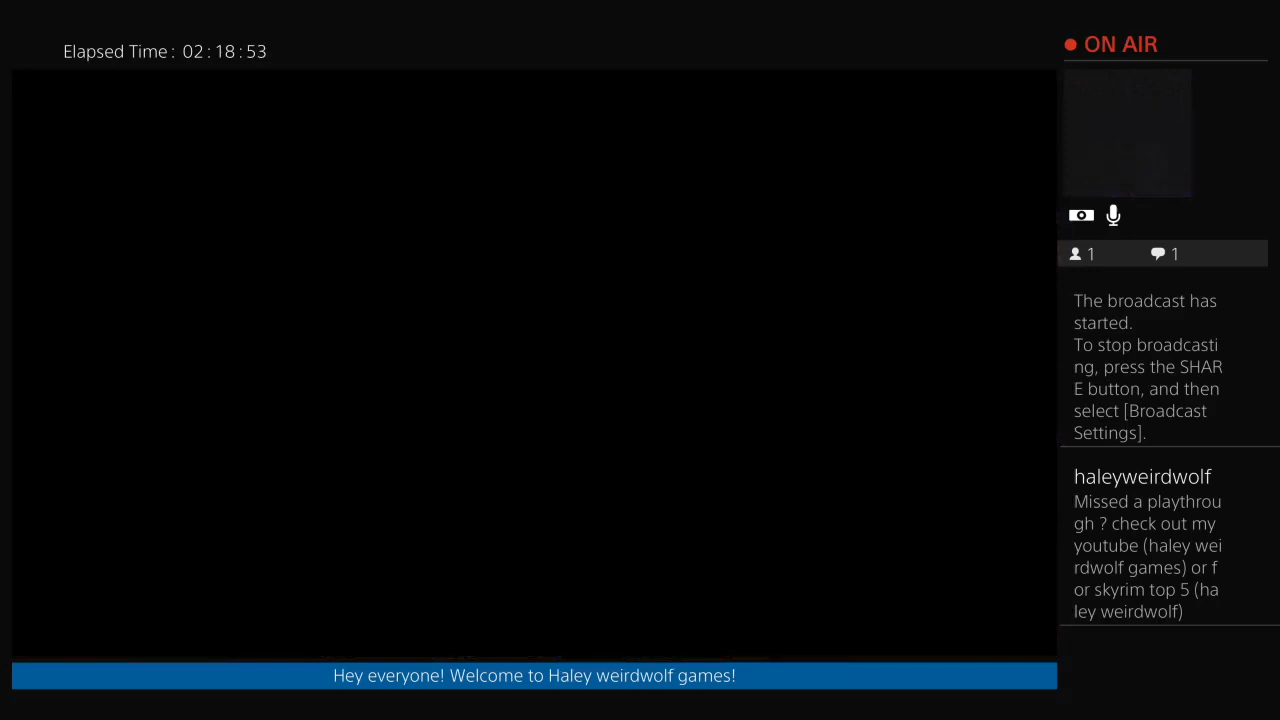 Elapsed Time : 02 : 18 : 53
ON AIR
1
1
The broadcast has
started.
To stop broadcasti
ng, press the SHAR
E button, and then
select [Broadcast
Settings].
haleyweirdwolf
Missed a playthrou
gh ? check out my
youtube (haley wei
rdwolf games) or f
or skyrim top 5 (ha
ley weirdwolf)
Hey everyone! Welcome to Haley weirdwolf games!